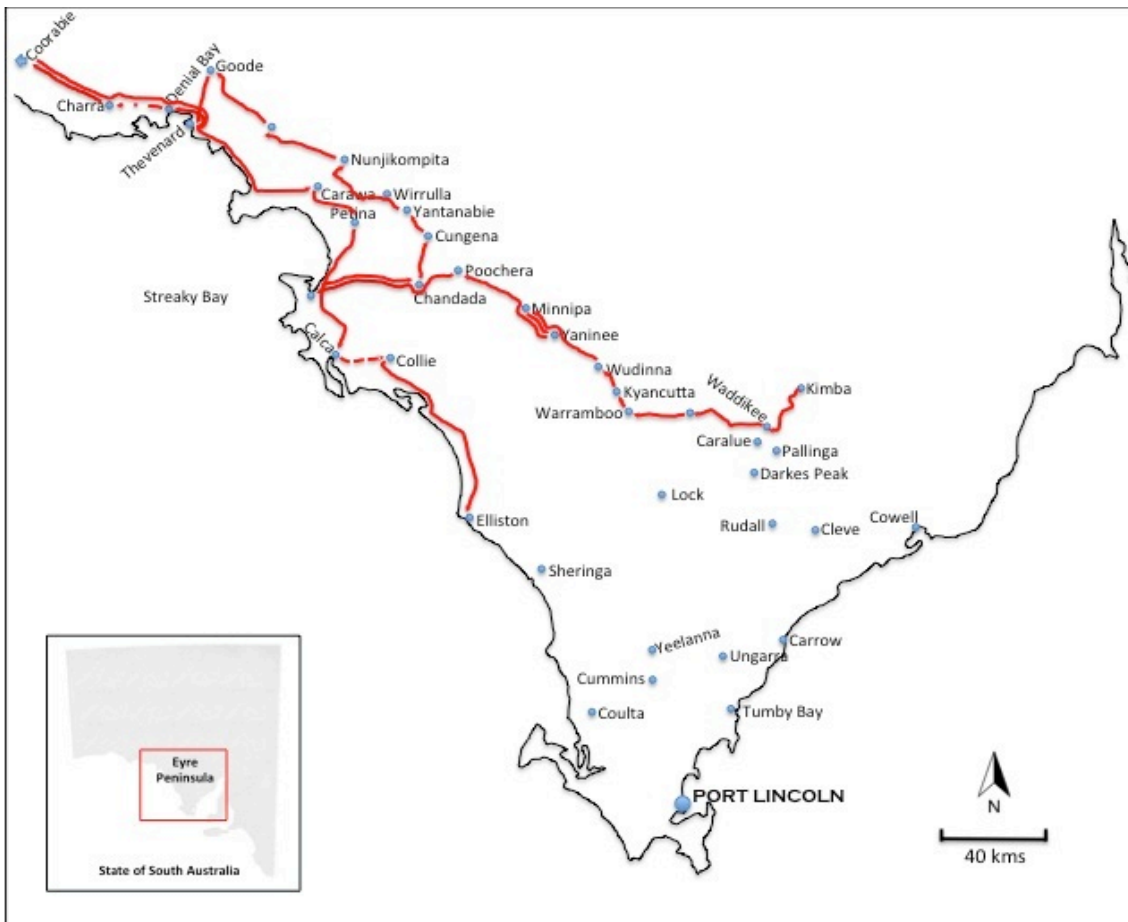 Coorabie
Denial Bay
Goode
Charra
Thevenard
Nunjikompita
Carawa
Wirrulla
Petina
Yantanabie
Cungena
Poochera
Streaky Bay
Chandada
Minnipa
Calca
Collie
Yaninee
Wudinna
Waddikee
Kimba
Kyancutta
Warramboo
Caralue
Pallinga
Darkes Peak
Lock
Elliston
Rudall
Cleve
Cowell
Sheringa
Yeelanna
Carrow
Ungarra
Cummins
Coulta
Tumby Bay
PORT LINCOLN
Eyre
Peninsula
State of South Australia
N
40 kms